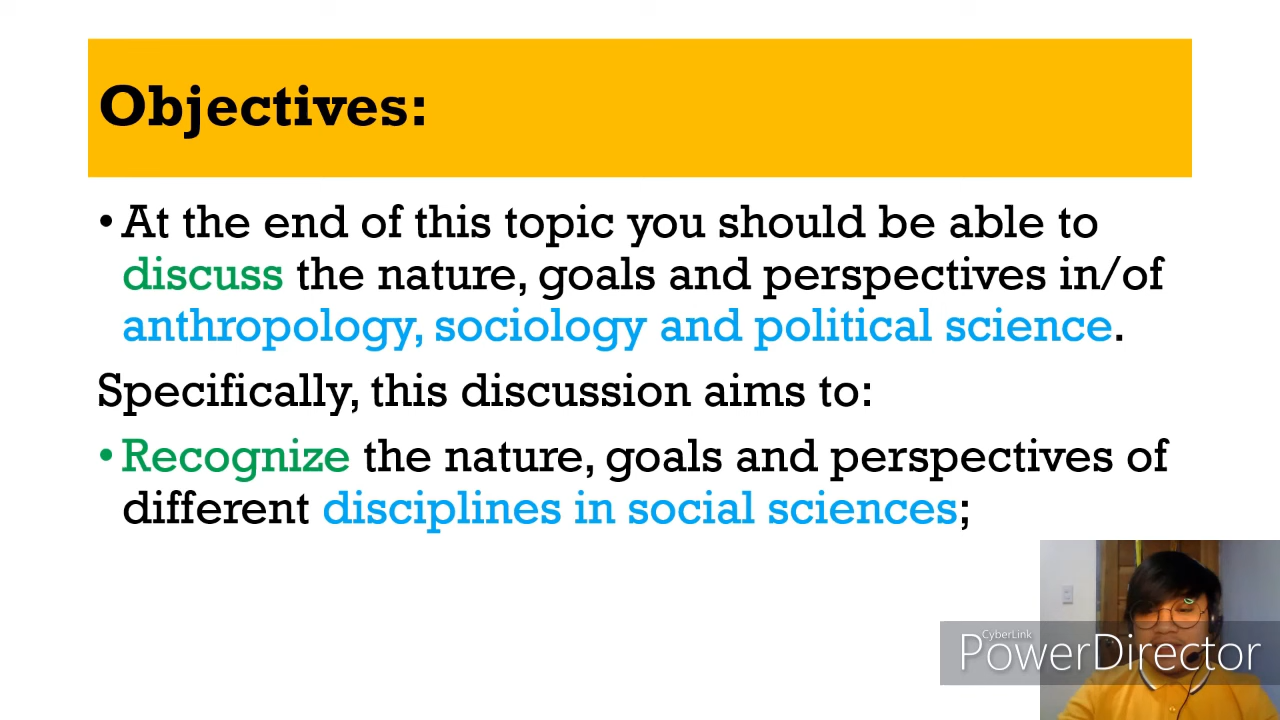 Objectives:
• At the end of this topic you should be able to
discuss the nature, goals and perspectives in/of
anthropology, sociology and political science.
Specifically, this discussion aims to:
• Recognize the nature, goals and perspectives of
different disciplines in social sciences;
CyberLink
PowerDirector